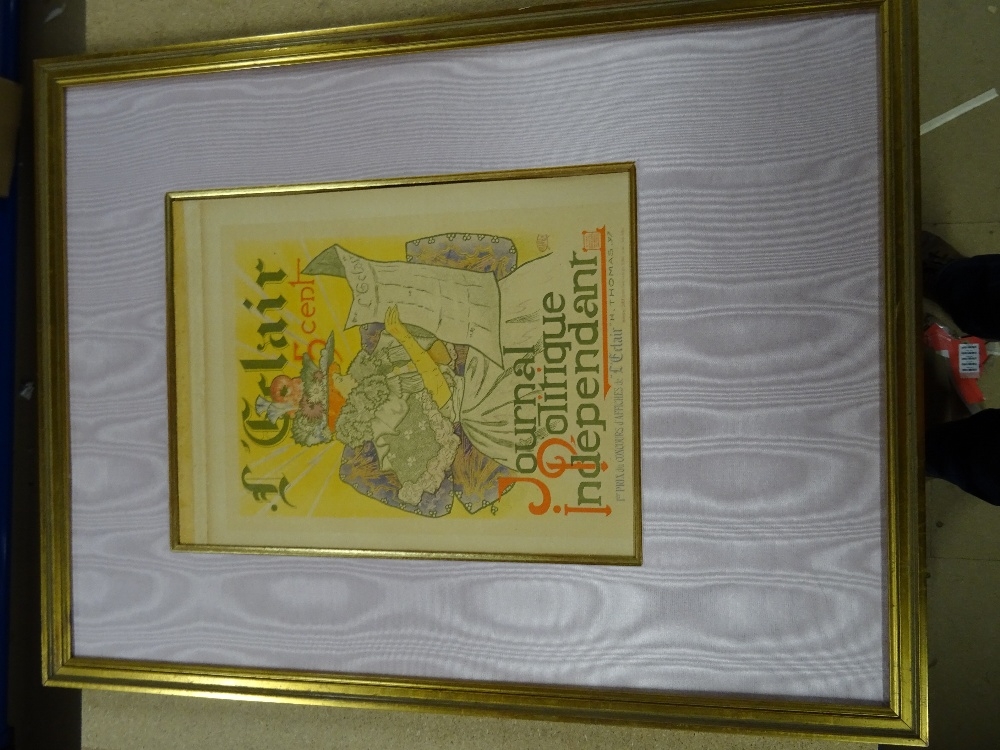 L'Éclair
5 cent
L'Éclair
Journal
Politique
Indépendant
H. THOMAS
1er PRIX du CONCOURS d'AFFICHES de L'Éclair